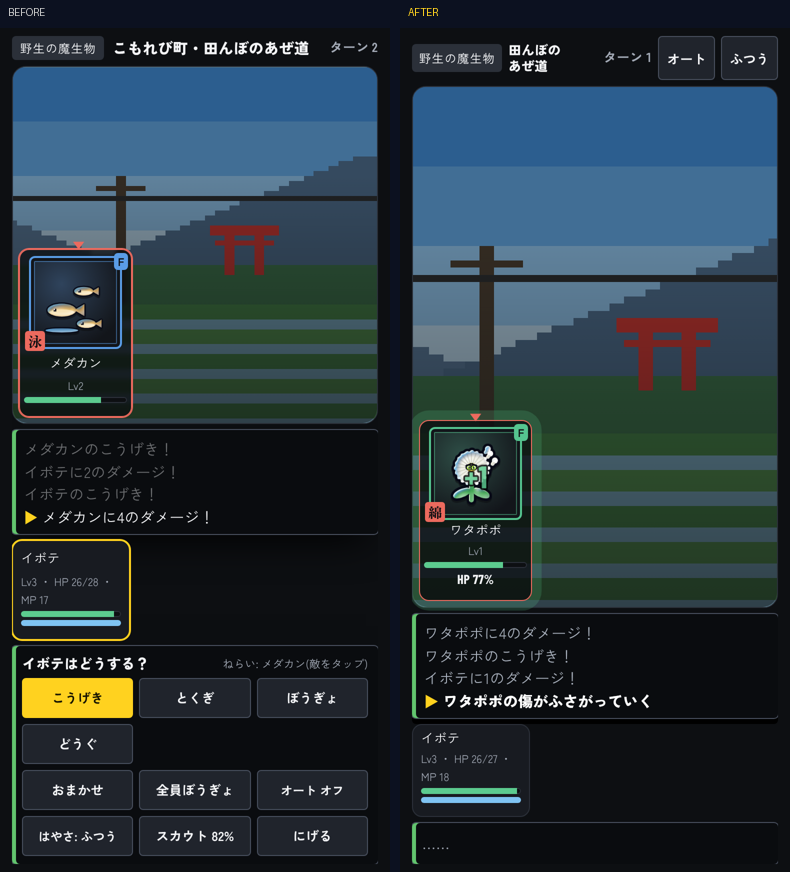 BEFORE
野生の魔生物
こもれび町・田んぼのあぜ道
ターン 2
F
泳
メダカン
Lv2
メダカンのこうげき！
イボテに2のダメージ！
イボテのこうげき！
▶ メダカンに4のダメージ！
イボテ
Lv3 ・ HP 26/28 ・
MP 17
イボテはどうする？
ねらい: メダカン(敵をタップ)
こうげき
とくぎ
ぼうぎょ
どうぐ
おまかせ
全員ぼうぎょ
オート オフ
はやさ: ふつう
スカウト 82%
にげる
AFTER
野生の魔生物
田んぼの
あぜ道
ターン 1
オート
ふつう
F
+1
綿
ワタポポ
Lv1
HP 77%
ワタポポに4のダメージ！
ワタポポのこうげき！
イボテに1のダメージ！
▶ ワタポポの傷がふさがっていく
イボテ
Lv3 ・ HP 26/27 ・
MP 18
……